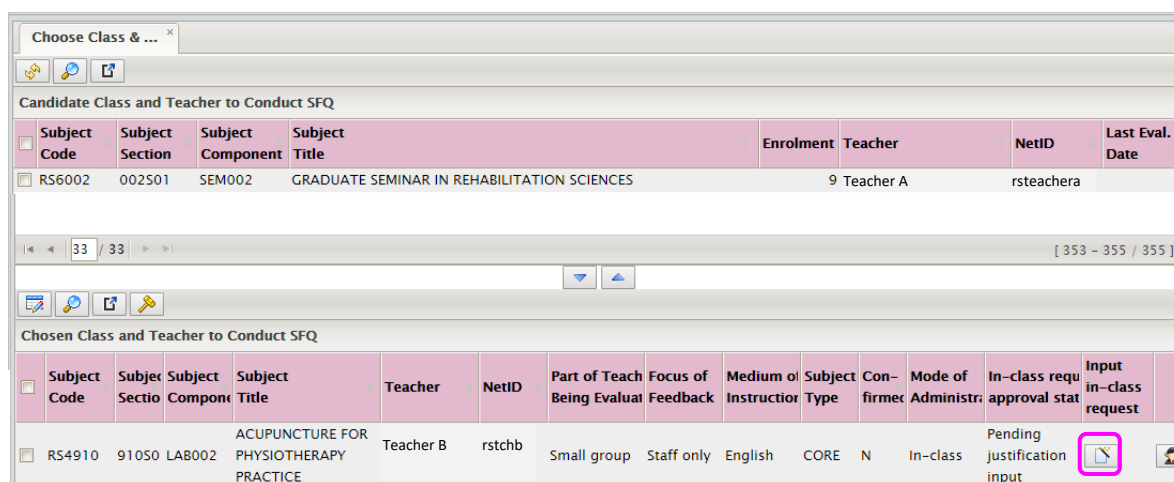 Choose Class & ... ×
Candidate Class and Teacher to Conduct SFQ
Subject Code Subject Section Subject Component Subject Title Enrolment Teacher NetID Last Eval. Date
RS6002 002S01 SEM002 GRADUATE SEMINAR IN REHABILITATION SCIENCES 9 Teacher A rsteachera
33 / 33 [ 353 - 355 / 355 ]
Chosen Class and Teacher to Conduct SFQ
Subject Code Subjec Sectio Subject Compone Subject Title Teacher NetID Part of Teach Being Evaluat Focus of Feedback Medium of Instruction Subject Type Con- firmed Mode of Administra In-class requ approval stat Input in-class request
RS4910 910S0 LAB002 ACUPUNCTURE FOR PHYSIOTHERAPY PRACTICE Teacher B rstchb Small group Staff only English CORE N In-class Pending justification input